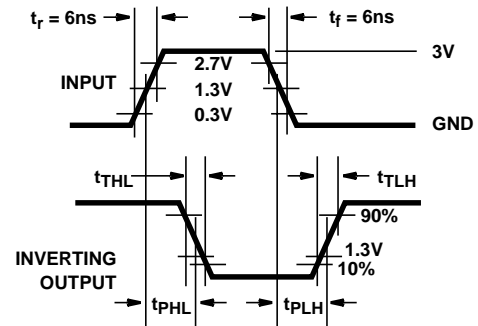 tr = 6ns
tf = 6ns
3V
INPUT
2.7V
1.3V
0.3V
GND
tTHL
tTLH
90%
INVERTING
OUTPUT
1.3V
10%
tPHL
tPLH